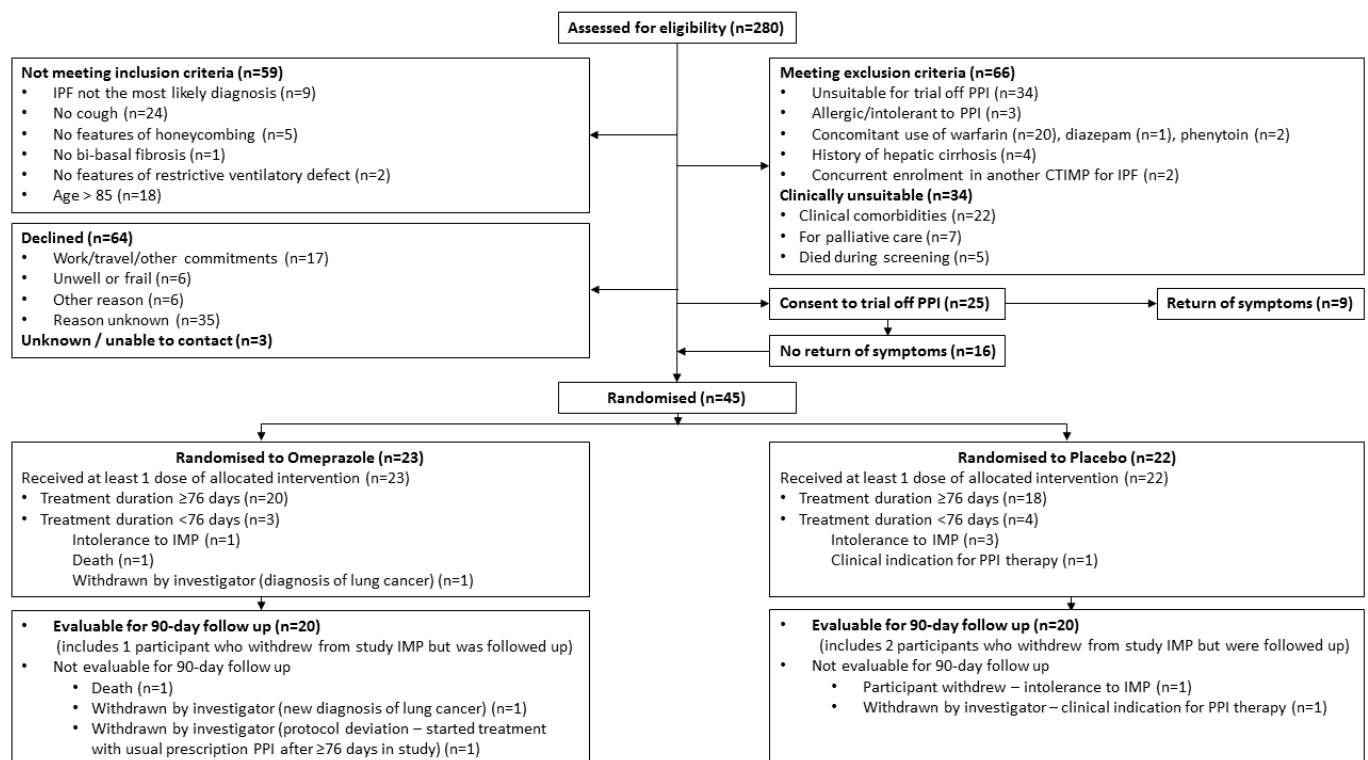 Assessed for eligibility (n=280)
Not meeting inclusion criteria (n=59)
• IPF not the most likely diagnosis (n=9)
• No cough (n=24)
• No features of honeycombing (n=5)
• No bi-basal fibrosis (n=1)
• No features of restrictive ventilatory defect (n=2)
• Age > 85 (n=18)
Meeting exclusion criteria (n=66)
• Unsuitable for trial off PPI (n=34)
• Allergic/intolerant to PPI (n=3)
• Concomitant use of warfarin (n=20), diazepam (n=1), phenytoin (n=2)
• History of hepatic cirrhosis (n=4)
• Concurrent enrolment in another CTIMP for IPF (n=2)
Clinically unsuitable (n=34)
• Clinical comorbidities (n=22)
• For palliative care (n=7)
• Died during screening (n=5)
Declined (n=64)
• Work/travel/other commitments (n=17)
• Unwell or frail (n=6)
• Other reason (n=6)
• Reason unknown (n=35)
Unknown / unable to contact (n=3)
Consent to trial off PPI (n=25)
Return of symptoms (n=9)
No return of symptoms (n=16)
Randomised (n=45)
Randomised to Omeprazole (n=23)
Received at least 1 dose of allocated intervention (n=23)
• Treatment duration ≥76 days (n=20)
• Treatment duration <76 days (n=3)
Intolerance to IMP (n=1)
Death (n=1)
Withdrawn by investigator (diagnosis of lung cancer) (n=1)
Randomised to Placebo (n=22)
Received at least 1 dose of allocated intervention (n=22)
• Treatment duration ≥76 days (n=18)
• Treatment duration <76 days (n=4)
Intolerance to IMP (n=3)
Clinical indication for PPI therapy (n=1)
• Evaluable for 90-day follow up (n=20)
(includes 1 participant who withdrew from study IMP but was followed up)
• Not evaluable for 90-day follow up
• Death (n=1)
• Withdrawn by investigator (new diagnosis of lung cancer) (n=1)
• Withdrawn by investigator (protocol deviation – started treatment
with usual prescription PPI after ≥76 days in study) (n=1)
• Evaluable for 90-day follow up (n=20)
(includes 2 participants who withdrew from study IMP but were followed up)
• Not evaluable for 90-day follow up
• Participant withdrew – intolerance to IMP (n=1)
• Withdrawn by investigator – clinical indication for PPI therapy (n=1)